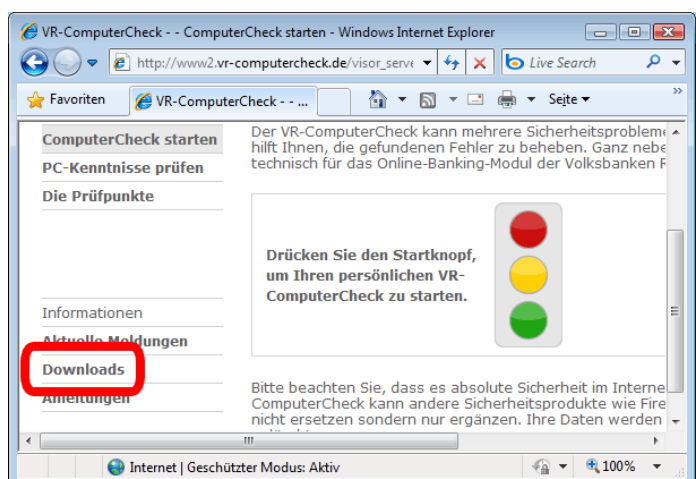 VR-ComputerCheck - - ComputerCheck starten - Windows Internet Explorer
http://www2.vr-computercheck.de/visor_serve
Live Search
Favoriten
VR-ComputerCheck - - ...
Seite
»
ComputerCheck starten
PC-Kenntnisse prüfen
Die Prüfpunkte
Informationen
Aktuelle Meldungen
Downloads
Anleitungen
Der VR-ComputerCheck kann mehrere Sicherheitsprobleme
hilft Ihnen, die gefundenen Fehler zu beheben. Ganz nebe
technisch für das Online-Banking-Modul der Volksbanken R
Drücken Sie den Startknopf,
um Ihren persönlichen VR-
ComputerCheck zu starten.
Bitte beachten Sie, dass es absolute Sicherheit im Interne
ComputerCheck kann andere Sicherheitsprodukte wie Fire
nicht ersetzen sondern nur ergänzen. Ihre Daten werden
Internet | Geschützter Modus: Aktiv
100%